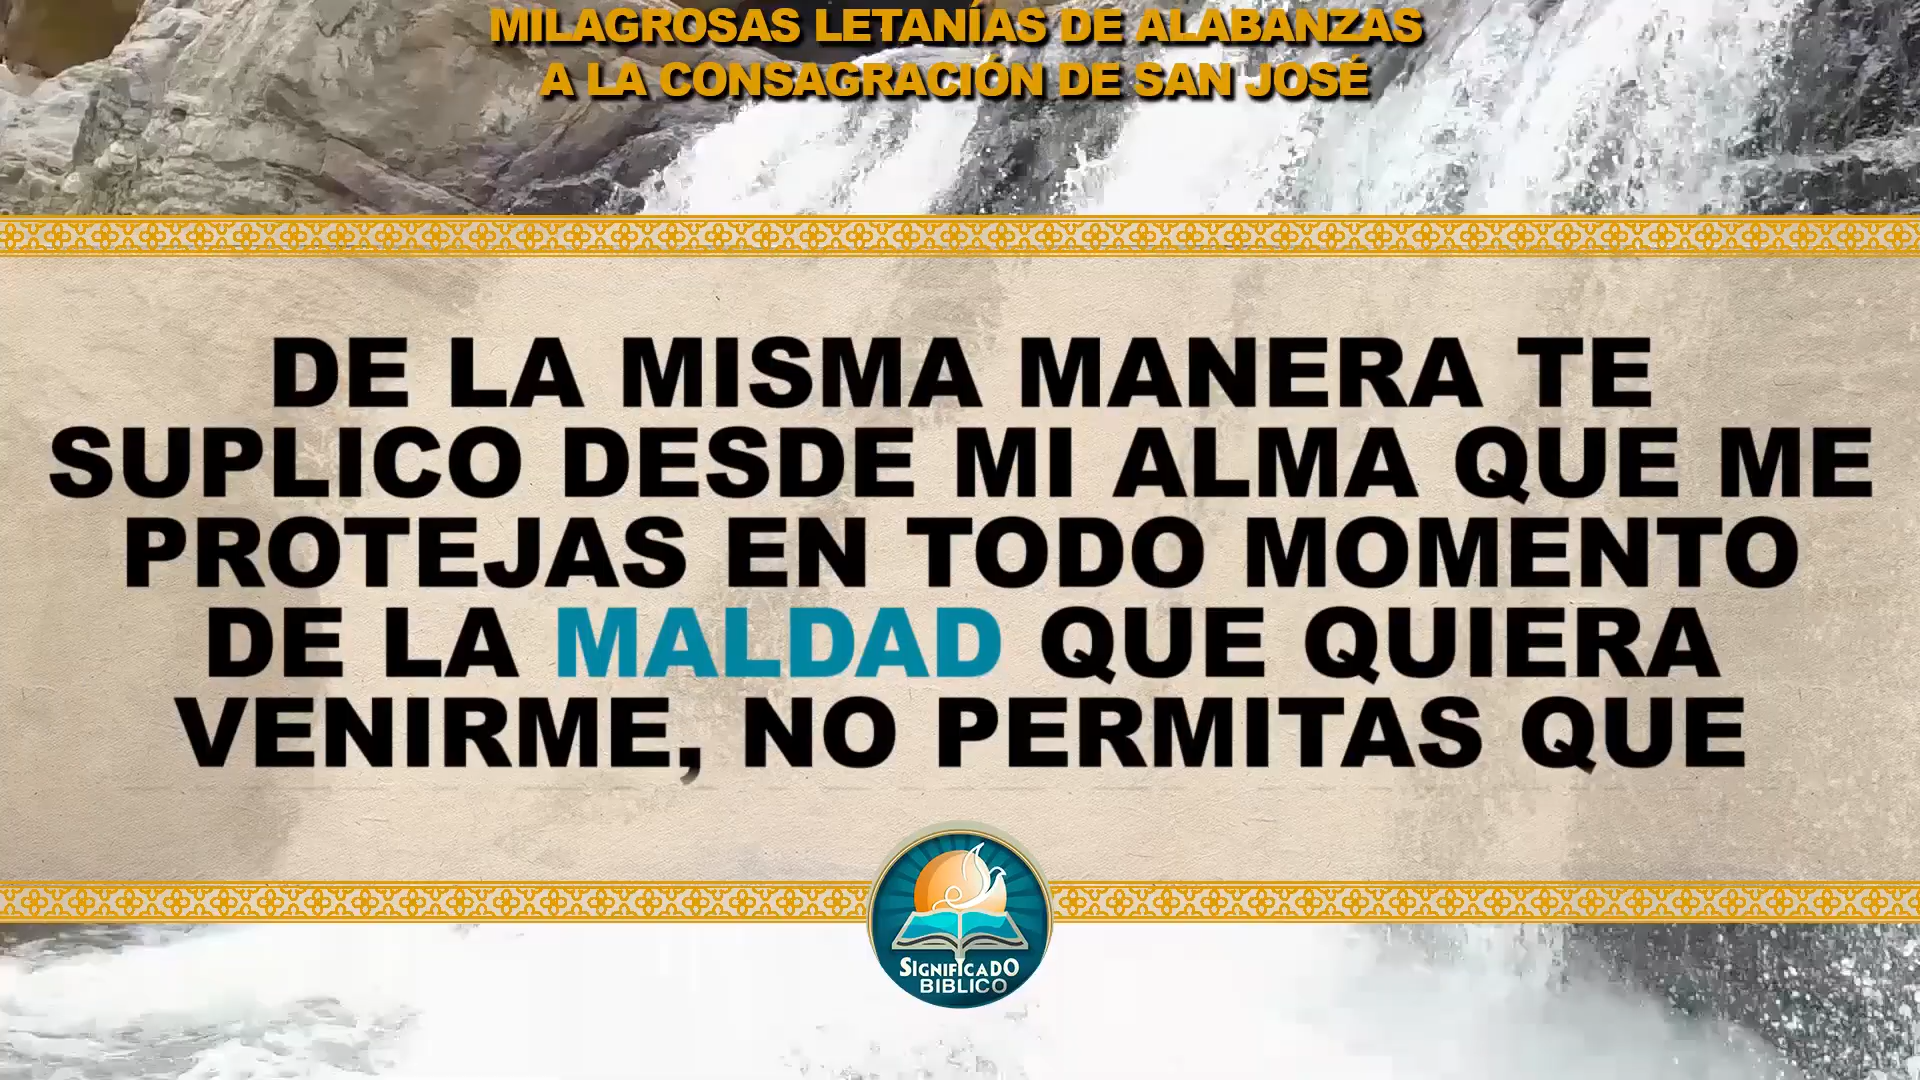 MILAGROSAS LETANÍAS DE ALABANZAS
A LA CONSAGRACIÓN DE SAN JOSÉ
DE LA MISMA MANERA TE
SUPLICO DESDE MI ALMA QUE ME
PROTEJAS EN TODO MOMENTO
DE LA MALDAD QUE QUIERA
VENIRME, NO PERMITAS QUE
SIGNIFICADO
BIBLICO